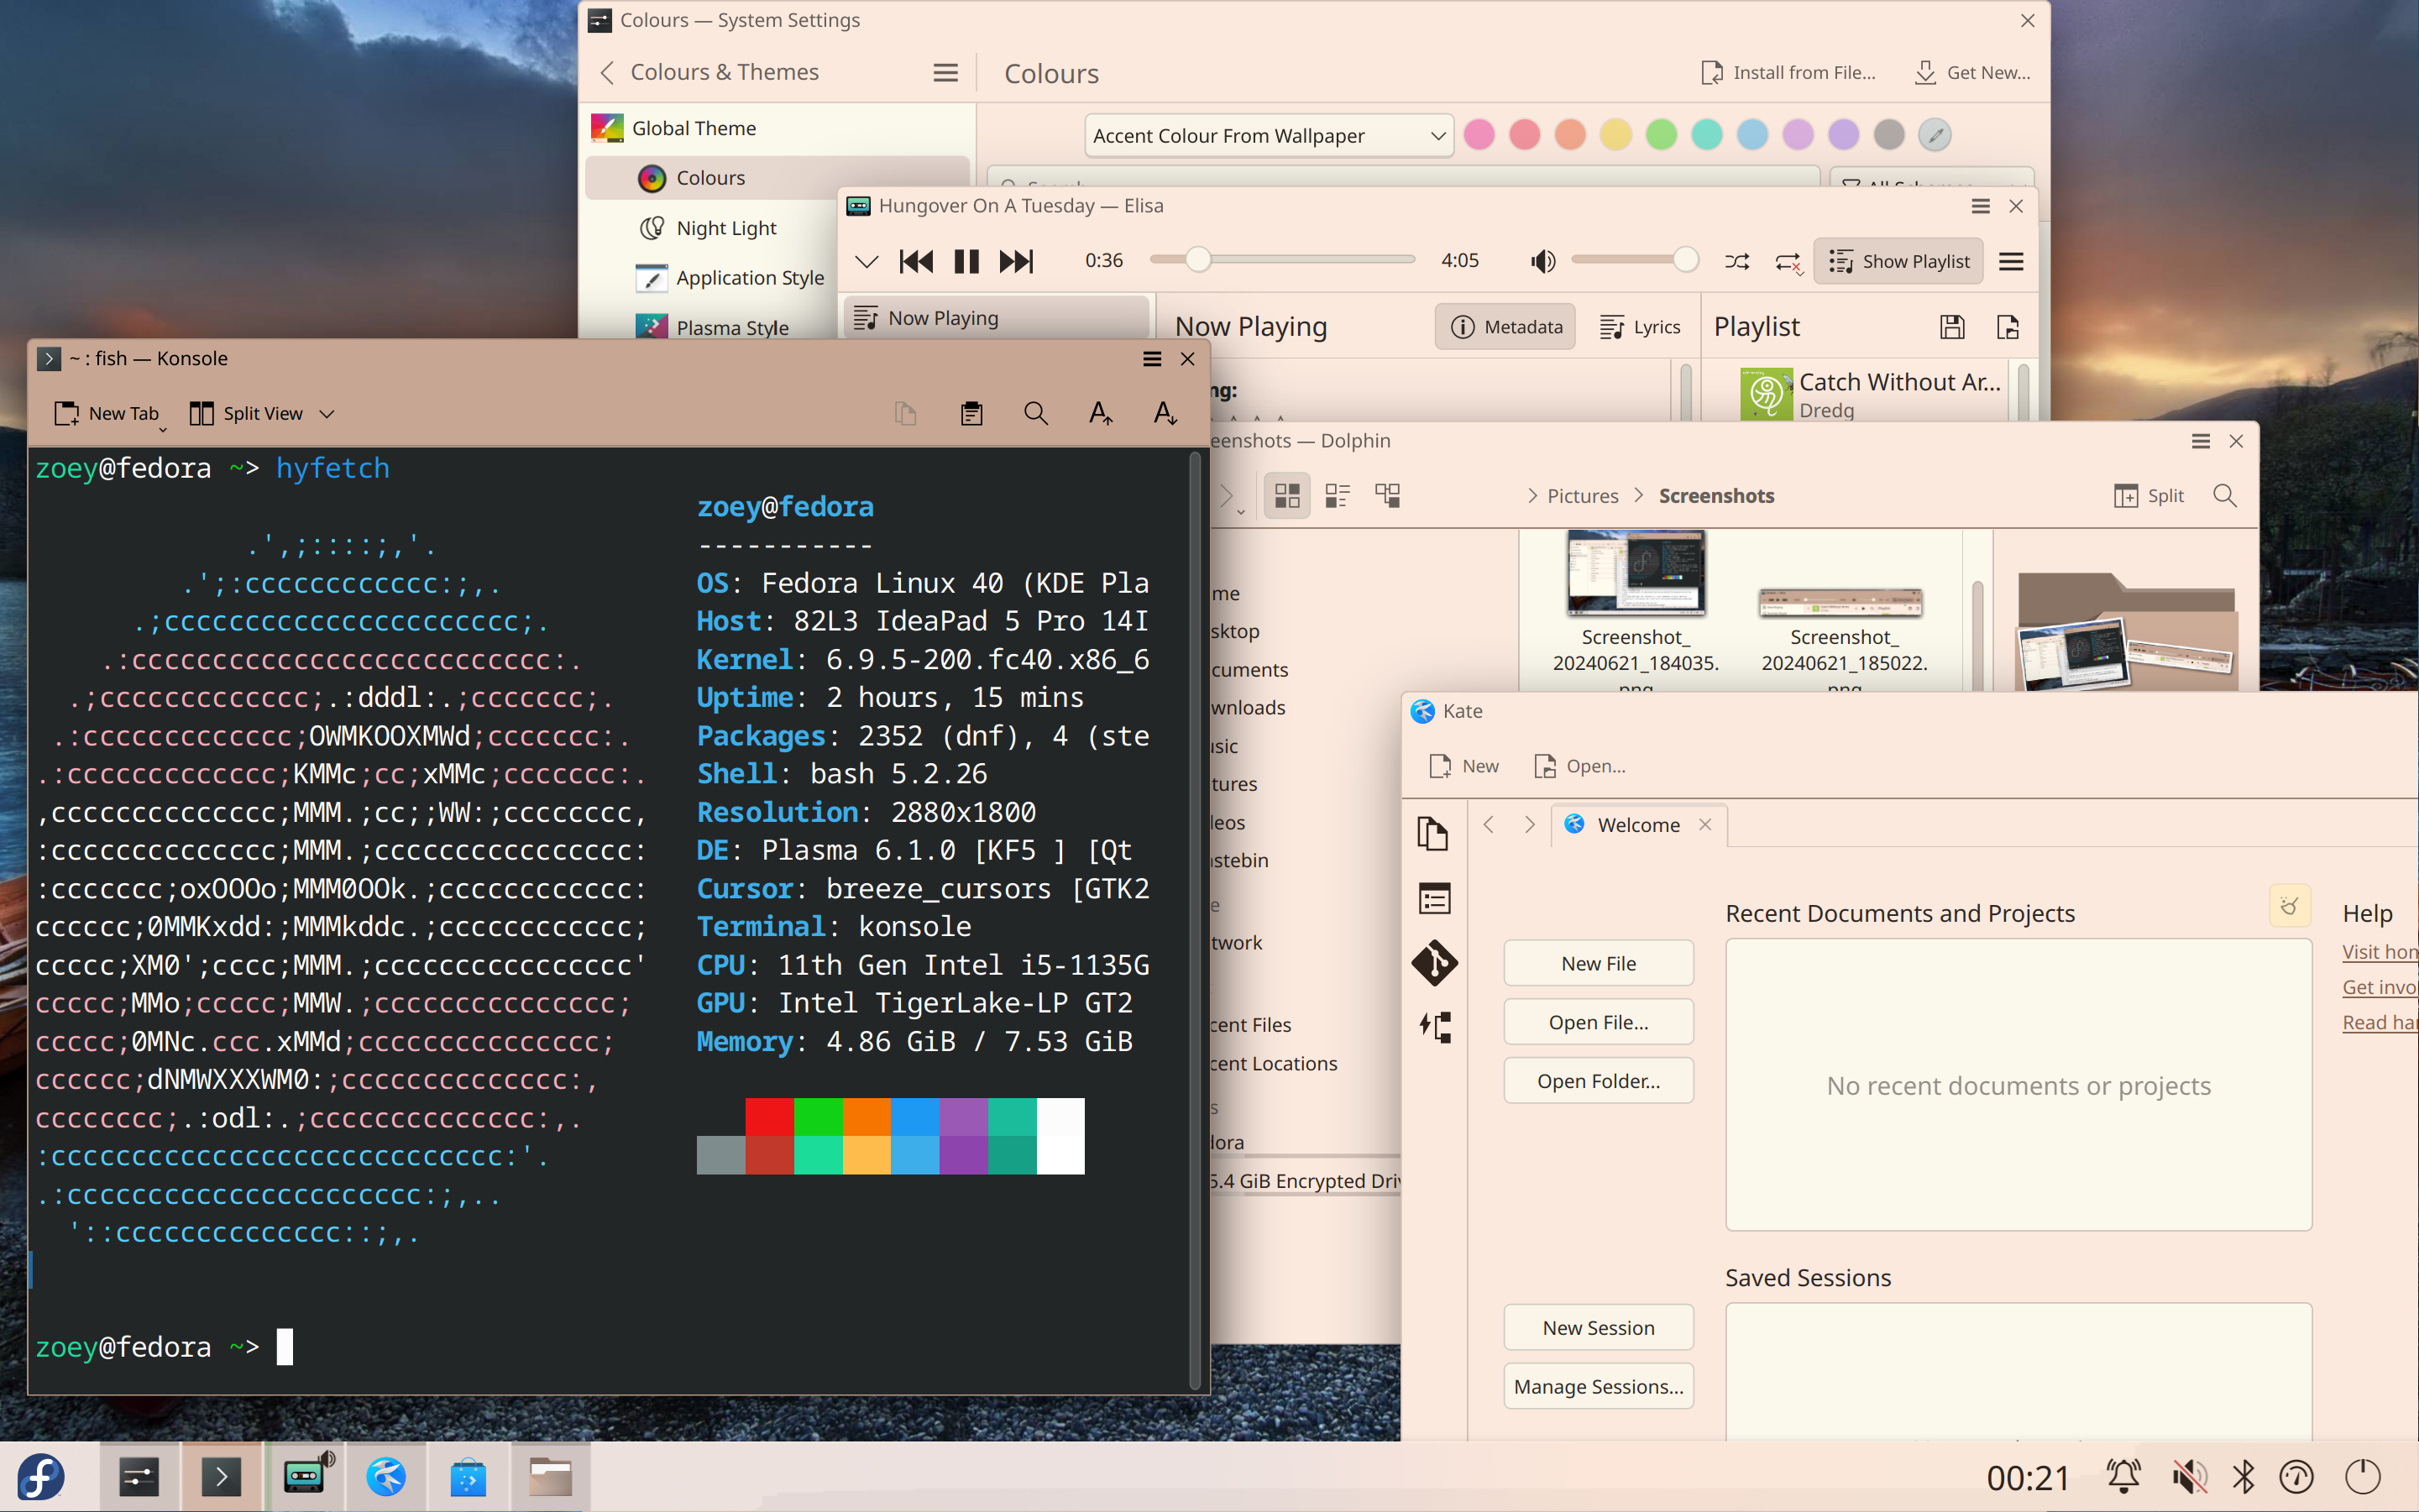 Colours — System Settings
Colours & Themes
Colours
Install from File...
Get New...
Global Theme
Accent Colour From Wallpaper
Colours
Night Light
Application Style
Plasma Style
Hungover On A Tuesday — Elisa
0:36
4:05
Show Playlist
Now Playing
Now Playing
Metadata
Lyrics
Playlist
Catch Without Ar...
Dredg
~ : fish — Konsole
New Tab
Split View
zoey@fedora ~> hyfetch
zoey@fedora
-----------
.',;::::;,'.
.';:cccccccccccc:;,.
OS: Fedora Linux 40 (KDE Pla
.;cccccccccccccccccccccc;.
Host: 82L3 IdeaPad 5 Pro 14I
.:cccccccccccccccccccccccccc:.
Kernel: 6.9.5-200.fc40.x86_6
.;ccccccccccccc;.:dddl:.;ccccccc;.
Uptime: 2 hours, 15 mins
.:ccccccccccccc;OWMKOOXMWd;ccccccc:.
Packages: 2352 (dnf), 4 (ste
.:ccccccccccccc;KMMc;cc;xMMc;ccccccc:.
Shell: bash 5.2.26
,cccccccccccccc;MMM.;cc;;WW:;cccccccc,
Resolution: 2880x1800
:cccccccccccccc;MMM.;cccccccccccccccc:
DE: Plasma 6.1.0 [KF5 ] [Qt
:ccccccc;oxOOOo;MMM0OOk.;cccccccccccc:
Cursor: breeze_cursors [GTK2
cccccc;0MMKxdd:;MMMkddc.;cccccccccccc;
Terminal: konsole
ccccc;XM0';cccc;MMM.;cccccccccccccccc'
CPU: 11th Gen Intel i5-1135G
ccccc;MMo;ccccc;MMW.;ccccccccccccccc;
GPU: Intel TigerLake-LP GT2
ccccc;0MNc.ccc.xMMd;ccccccccccccccc;
Memory: 4.86 GiB / 7.53 GiB
cccccc;dNMWXXXWM0:;cccccccccccccc:,
cccccccc;.:odl:.;cccccccccccccc:,.
:cccccccccccccccccccccccccccc:'.
.:cccccccccccccccccccccc:;,..
'::cccccccccccccc::;,.
zoey@fedora ~>
eenshots — Dolphin
Pictures
Screenshots
Split
Screenshot_
20240621_184035.
png
Screenshot_
20240621_185022.
png
me
sktop
cuments
wnloads
sic
tures
leos
stebin
e
twork
cent Files
cent Locations
s
dora
5.4 GiB Encrypted Driv
Kate
New
Open...
Welcome
Recent Documents and Projects
Help
New File
Open File...
Open Folder...
No recent documents or projects
Visit hom
Get invo
Read ha
Saved Sessions
New Session
Manage Sessions...
00:21